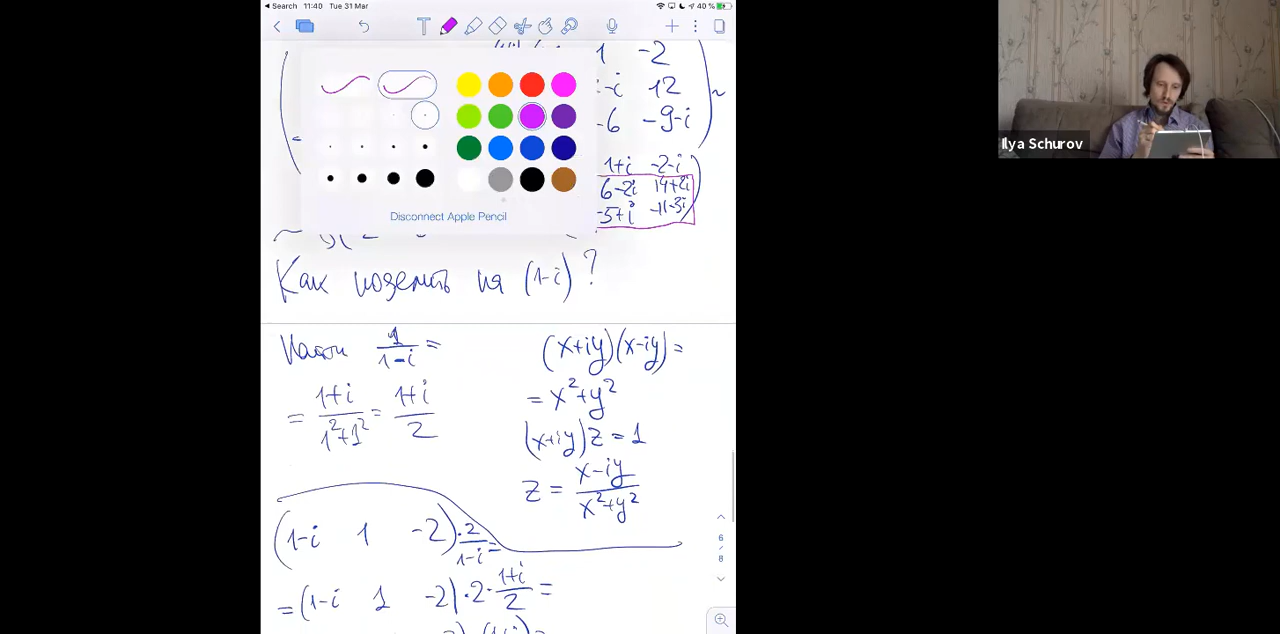 Search 11:40 Tue 31 Mar 40 %
1 -2
-i 12
-6 -9-i
~
1+i -2-i
6-2i 14+2i
-5+i -11-3i
Disconnect Apple Pencil
Ilya Schurov
Как поделить на (1-i)?
Найти 1/(1-i) =
= (1+i)/(1²+1²) = (1+i)/2
(x+iy)(x-iy) =
= x²+y²
(x+iy)z = 1
z = (x-iy)/(x²+y²)
(1-i 1 -2)·2/(1-i) =
= (1-i 1 -2)·2·(1+i)/2 =
6
/
8